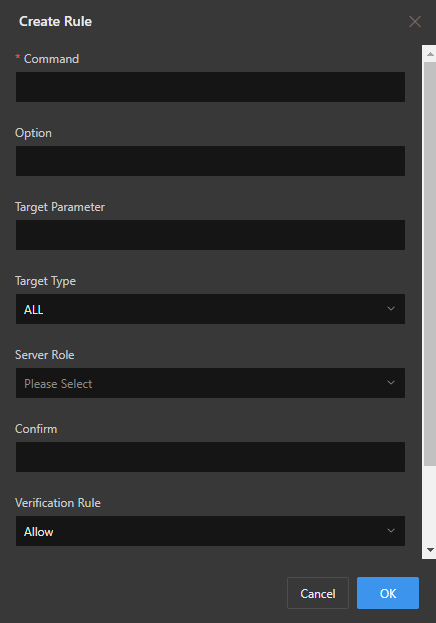 Create Rule
* Command
Option
Target Parameter
Target Type
ALL
Server Role
Please Select
Confirm
Verification Rule
Allow
Cancel OK